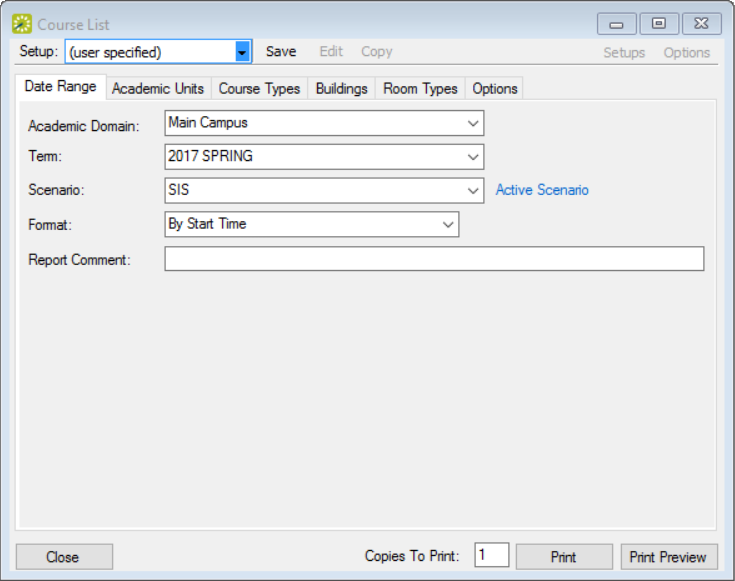 Course List
Setup: (user specified) Save Edit Copy Setups Options
Date Range Academic Units Course Types Buildings Room Types Options
Academic Domain: Main Campus
Term: 2017 SPRING
Scenario: SIS Active Scenario
Format: By Start Time
Report Comment:
Close Copies To Print: 1 Print Print Preview